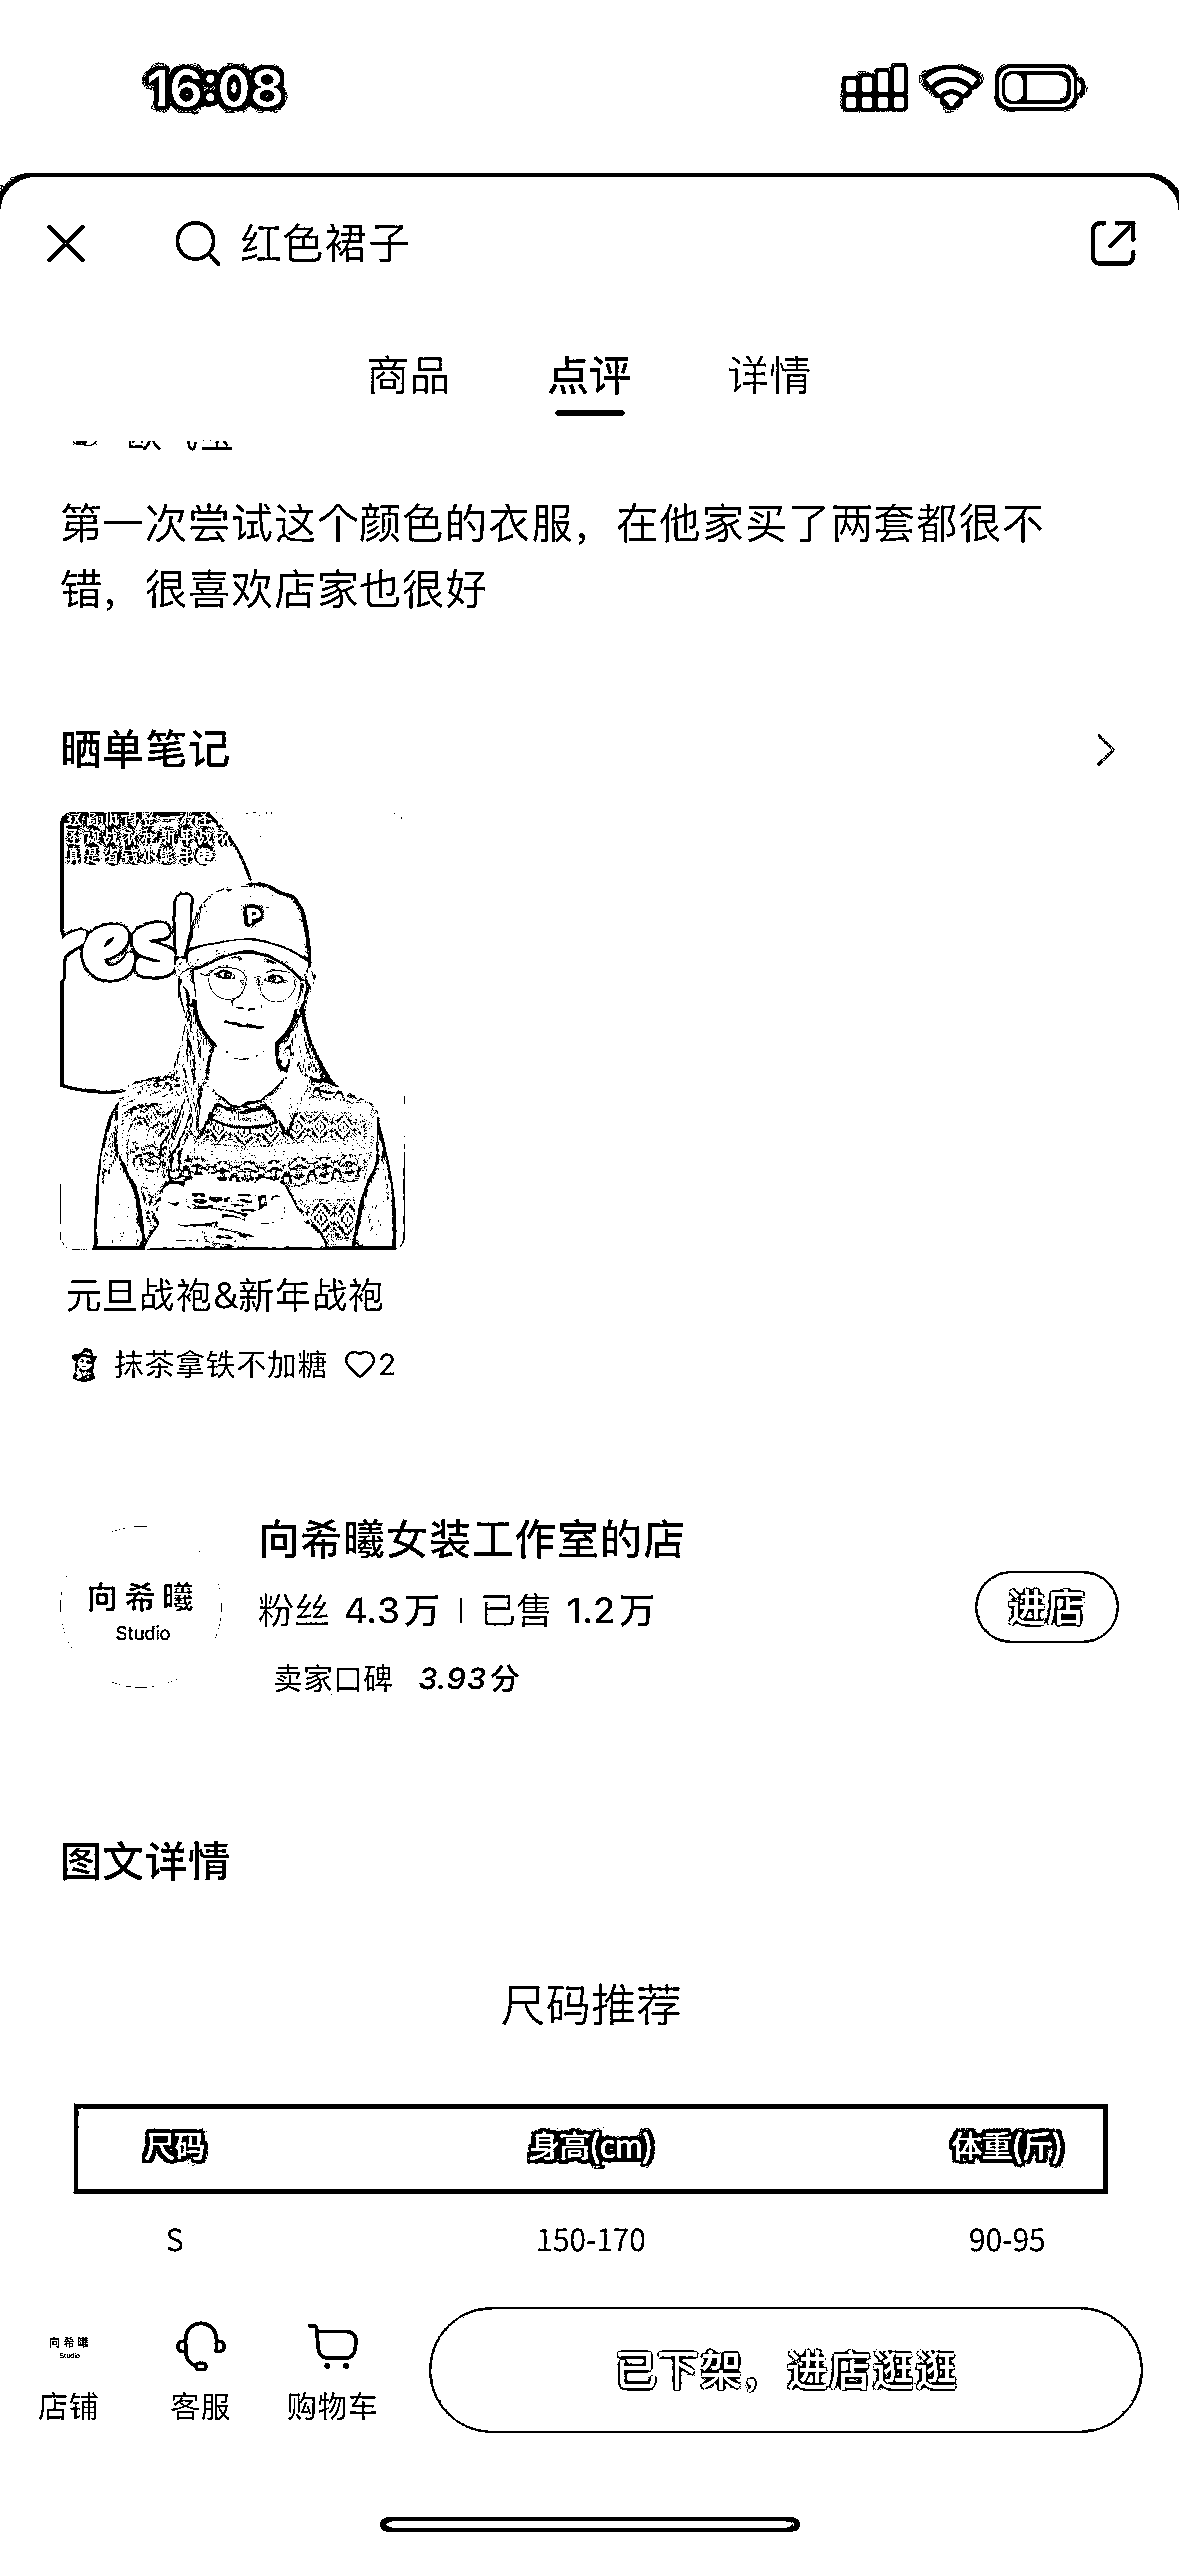 16:08
红色裙子
商品 点评 详情
第一次尝试这个颜色的衣服，在他家买了两套都很不
错，很喜欢店家也很好
晒单笔记
P
res
元旦战袍&新年战袍
抹茶拿铁不加糖 2
向希曦女装工作室的店
向希曦
Studio
粉丝 4.3万 | 已售 1.2万
进店
卖家口碑 3.93分
图文详情
尺码推荐
尺码 身高(cm) 体重(斤)
S 150-170 90-95
向希曦
Studio
店铺 客服 购物车
已下架，进店逛逛